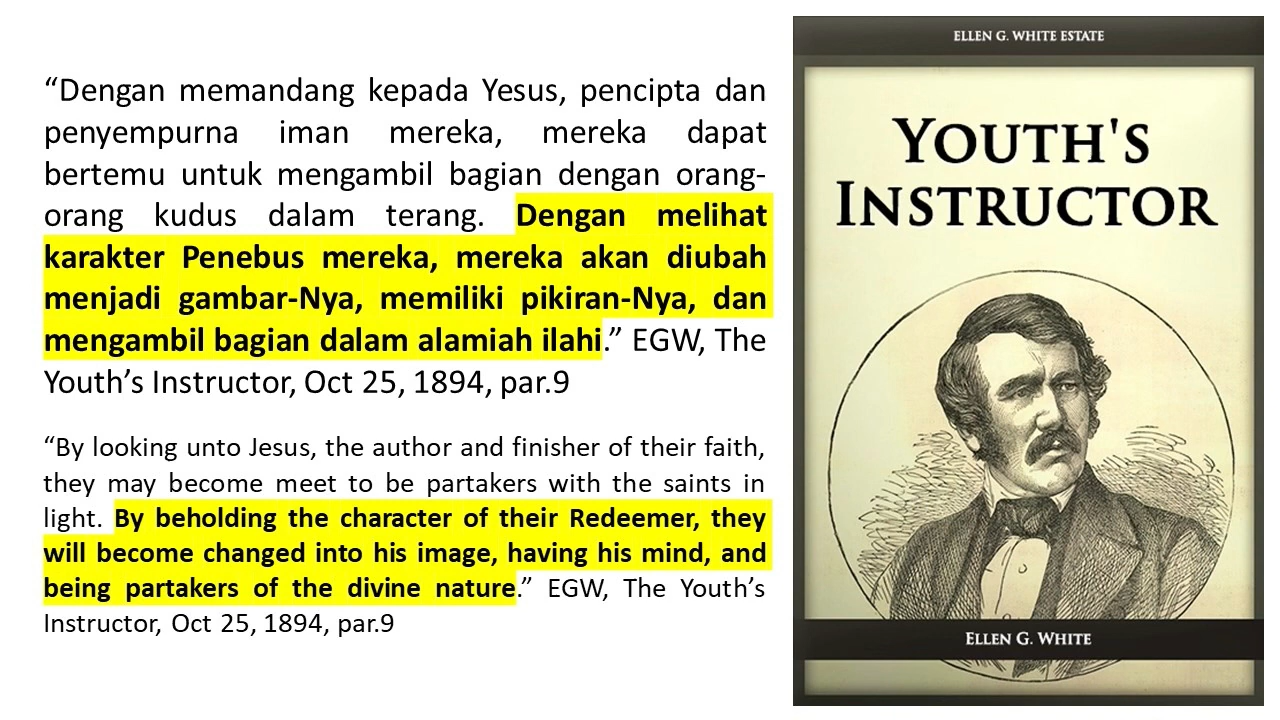 “Dengan memandang kepada Yesus, pencipta dan
penyempurna iman mereka, mereka dapat
bertemu untuk mengambil bagian dengan orang-
orang kudus dalam terang. Dengan melihat
karakter Penebus mereka, mereka akan diubah
menjadi gambar-Nya, memiliki pikiran-Nya, dan
mengambil bagian dalam alamiah ilahi.” EGW, The
Youth’s Instructor, Oct 25, 1894, par.9
“By looking unto Jesus, the author and finisher of their faith,
they may become meet to be partakers with the saints in
light. By beholding the character of their Redeemer, they
will become changed into his image, having his mind, and
being partakers of the divine nature.” EGW, The Youth’s
Instructor, Oct 25, 1894, par.9
ELLEN G. WHITE ESTATE
YOUTH'S
INSTRUCTOR
ELLEN G. WHITE